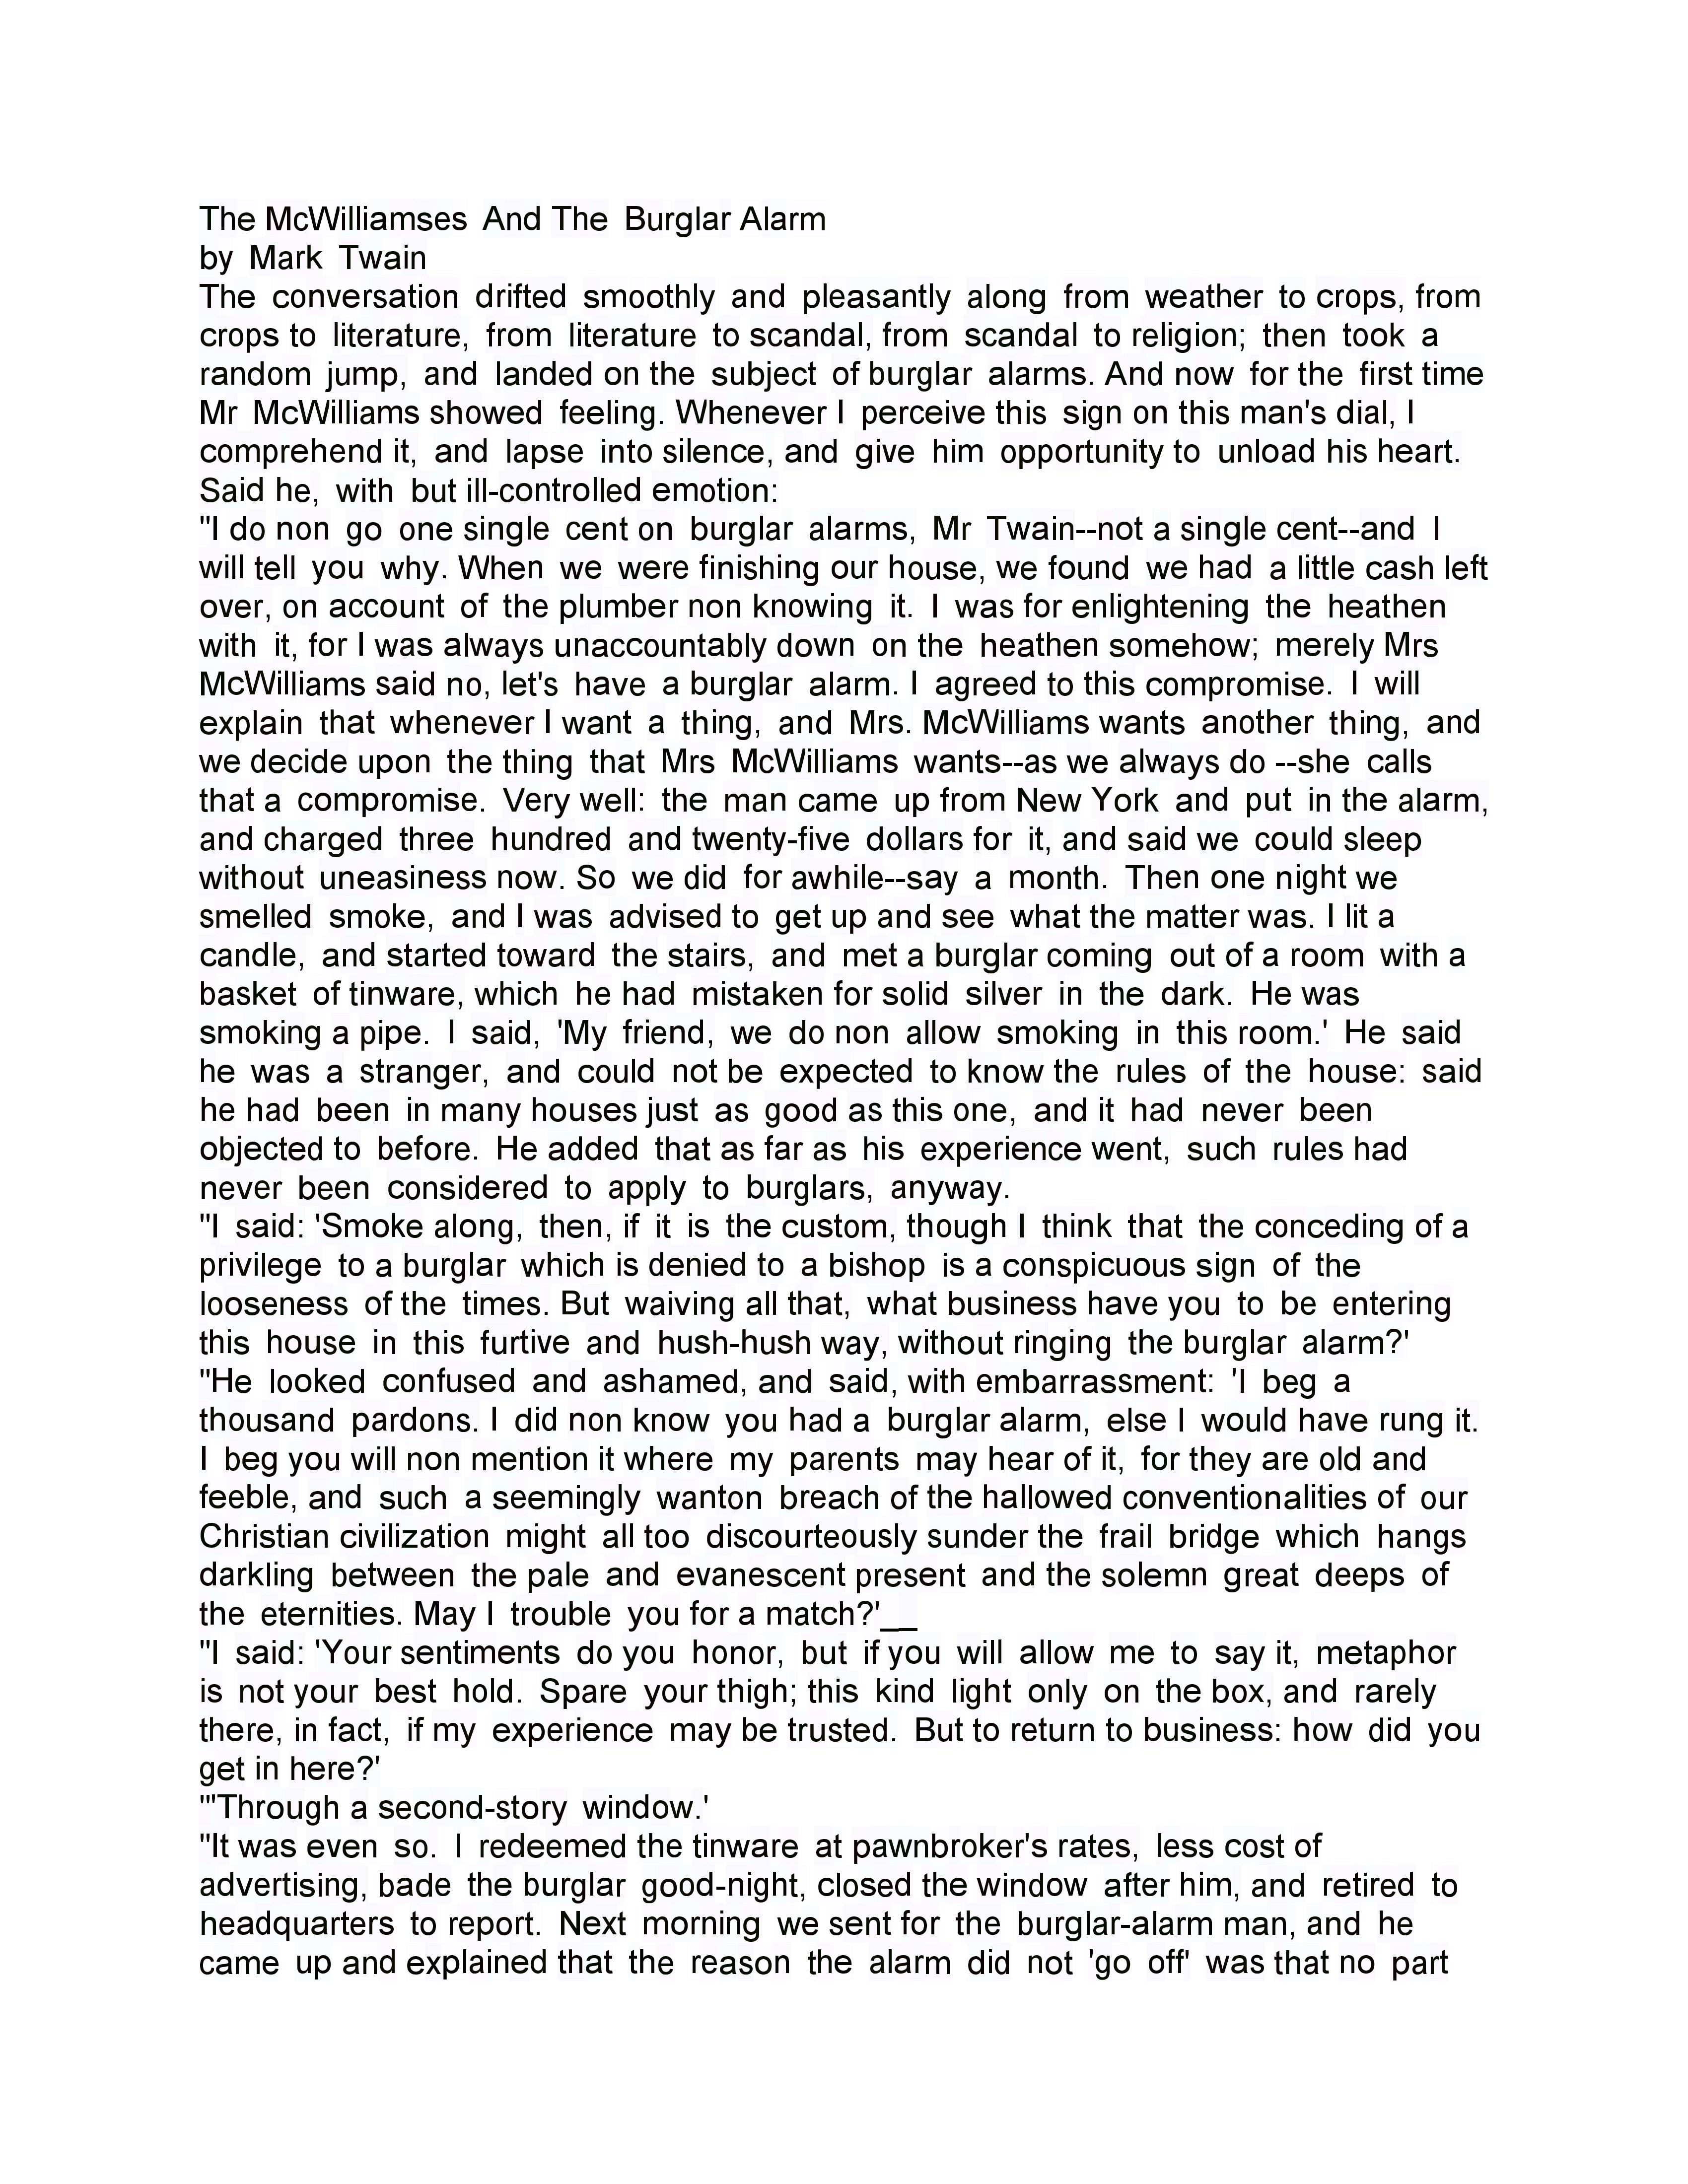 The McWilliamses And The Burglar Alarm
by Mark Twain
The conversation drifted smoothly and pleasantly along from weather to crops, from
crops to literature, from literature to scandal, from scandal to religion; then took a
random jump, and landed on the subject of burglar alarms. And now for the first time
Mr McWilliams showed feeling. Whenever I perceive this sign on this man's dial, I
comprehend it, and lapse into silence, and give him opportunity to unload his heart.
Said he, with but ill-controlled emotion:
"I do non go one single cent on burglar alarms, Mr Twain--not a single cent--and I
will tell you why. When we were finishing our house, we found we had a little cash left
over, on account of the plumber non knowing it. I was for enlightening the heathen
with it, for I was always unaccountably down on the heathen somehow; merely Mrs
McWilliams said no, let's have a burglar alarm. I agreed to this compromise. I will
explain that whenever I want a thing, and Mrs. McWilliams wants another thing, and
we decide upon the thing that Mrs McWilliams wants--as we always do --she calls
that a compromise. Very well: the man came up from New York and put in the alarm,
and charged three hundred and twenty-five dollars for it, and said we could sleep
without uneasiness now. So we did for awhile--say a month. Then one night we
smelled smoke, and I was advised to get up and see what the matter was. I lit a
candle, and started toward the stairs, and met a burglar coming out of a room with a
basket of tinware, which he had mistaken for solid silver in the dark. He was
smoking a pipe. I said, 'My friend, we do non allow smoking in this room.' He said
he was a stranger, and could not be expected to know the rules of the house: said
he had been in many houses just as good as this one, and it had never been
objected to before. He added that as far as his experience went, such rules had
never been considered to apply to burglars, anyway.
"I said: 'Smoke along, then, if it is the custom, though I think that the conceding of a
privilege to a burglar which is denied to a bishop is a conspicuous sign of the
looseness of the times. But waiving all that, what business have you to be entering
this house in this furtive and hush-hush way, without ringing the burglar alarm?'
"He looked confused and ashamed, and said, with embarrassment: 'I beg a
thousand pardons. I did non know you had a burglar alarm, else I would have rung it.
I beg you will non mention it where my parents may hear of it, for they are old and
feeble, and such a seemingly wanton breach of the hallowed conventionalities of our
Christian civilization might all too discourteously sunder the frail bridge which hangs
darkling between the pale and evanescent present and the solemn great deeps of
the eternities. May I trouble you for a match?'__
"I said: 'Your sentiments do you honor, but if you will allow me to say it, metaphor
is not your best hold. Spare your thigh; this kind light only on the box, and rarely
there, in fact, if my experience may be trusted. But to return to business: how did you
get in here?'
"'Through a second-story window.'
"It was even so. I redeemed the tinware at pawnbroker's rates, less cost of
advertising, bade the burglar good-night, closed the window after him, and retired to
headquarters to report. Next morning we sent for the burglar-alarm man, and he
came up and explained that the reason the alarm did not 'go off' was that no part